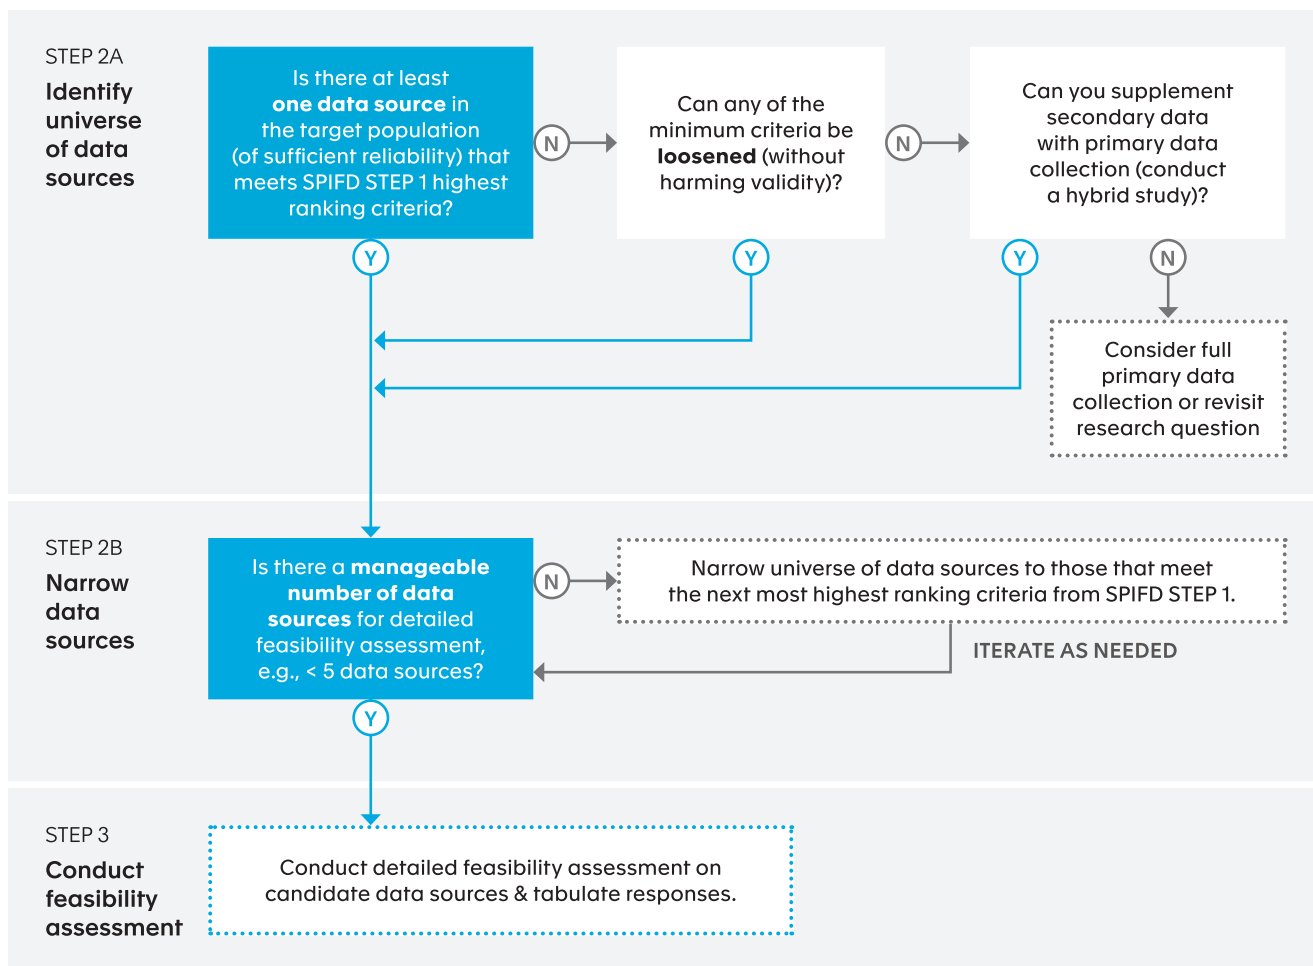 STEP 2A
Identify
universe
of data
sources
Is there at least
one data source in
the target population
(of sufficient reliability) that
meets SPIFD STEP 1 highest
ranking criteria?
N
Can any of the
minimum criteria be
loosened (without
harming validity)?
N
Can you supplement
secondary data
with primary data
collection (conduct
a hybrid study)?
Y
Y
Y
N
Consider full
primary data
collection or revisit
research question
STEP 2B
Narrow
data
sources
Is there a manageable
number of data
sources for detailed
feasibility assessment,
e.g., < 5 data sources?
N
Narrow universe of data sources to those that meet
the next most highest ranking criteria from SPIFD STEP 1.
ITERATE AS NEEDED
Y
STEP 3
Conduct
feasibility
assessment
Conduct detailed feasibility assessment on
candidate data sources & tabulate responses.